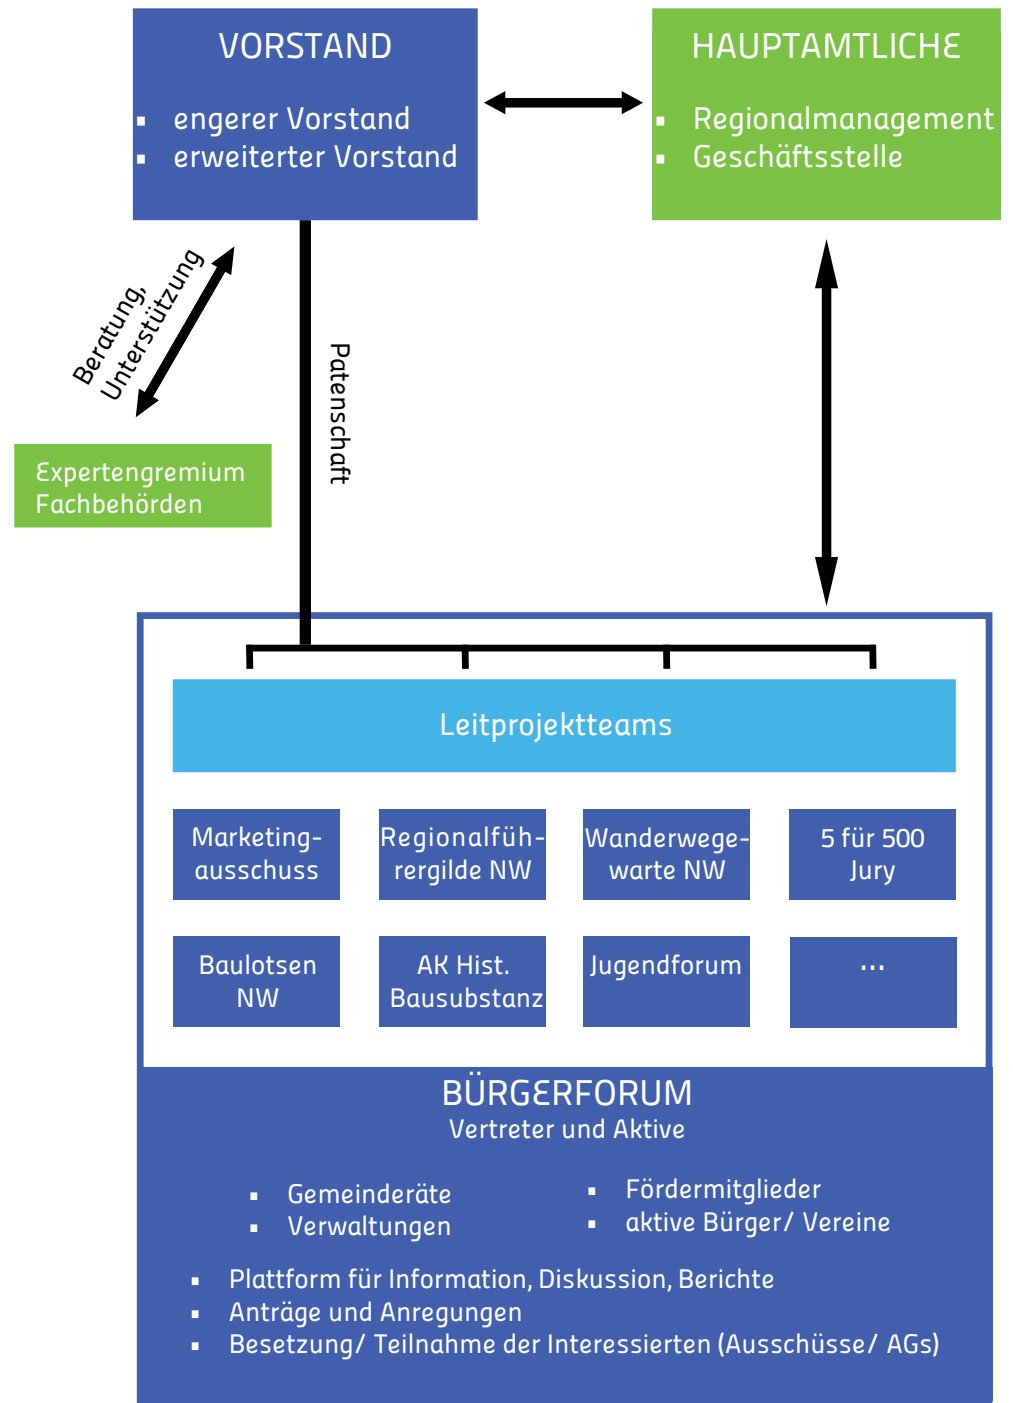 VORSTAND
▪ engerer Vorstand
▪ erweiterter Vorstand
HAUPTAMTLICHE
▪ Regionalmanagement
▪ Geschäftsstelle
Beratung,
Unterstützung
Patenschaft
Expertengremium
Fachbehörden
Leitprojektteams
Marketing-
ausschuss
Regionalfüh-
rergilde NW
Wanderwege-
warte NW
5 für 500
Jury
Baulotsen
NW
AK Hist.
Bausubstanz
Jugendforum
...
BÜRGERFORUM
Vertreter und Aktive
▪ Gemeinderäte
▪ Verwaltungen
▪ Fördermitglieder
▪ aktive Bürger/ Vereine
▪ Plattform für Information, Diskussion, Berichte
▪ Anträge und Anregungen
▪ Besetzung/ Teilnahme der Interessierten (Ausschüsse/ AGs)